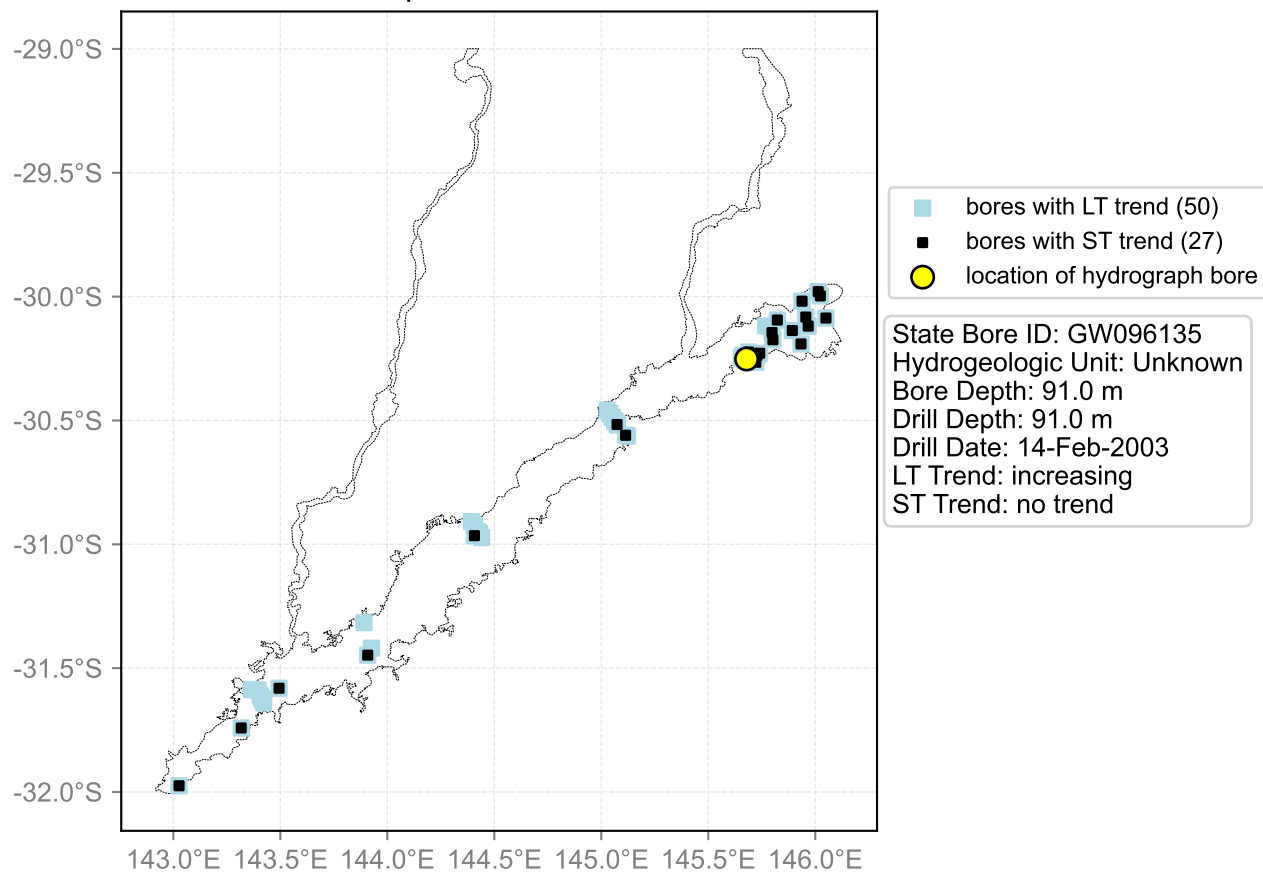 -29.0°S
-29.5°S
-30.0°S
-30.5°S
-31.0°S
-31.5°S
-32.0°S
143.0°E 143.5°E 144.0°E 144.5°E 145.0°E 145.5°E 146.0°E
bores with LT trend (50)
bores with ST trend (27)
location of hydrograph bore
State Bore ID: GW096135
Hydrogeologic Unit: Unknown
Bore Depth: 91.0 m
Drill Depth: 91.0 m
Drill Date: 14-Feb-2003
LT Trend: increasing
ST Trend: no trend